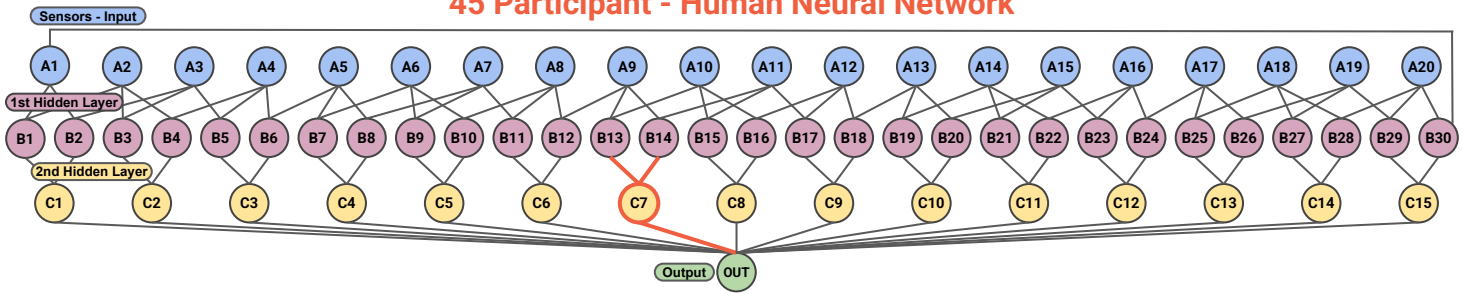 45 Participant - Human Neural Network
Sensors - Input
A1 A2 A3 A4 A5 A6 A7 A8 A9 A10 A11 A12 A13 A14 A15 A16 A17 A18 A19 A20
1st Hidden Layer
B1 B2 B3 B4 B5 B6 B7 B8 B9 B10 B11 B12 B13 B14 B15 B16 B17 B18 B19 B20 B21 B22 B23 B24 B25 B26 B27 B28 B29 B30
2nd Hidden Layer
C1 C2 C3 C4 C5 C6 C7 C8 C9 C10 C11 C12 C13 C14 C15
Output OUT